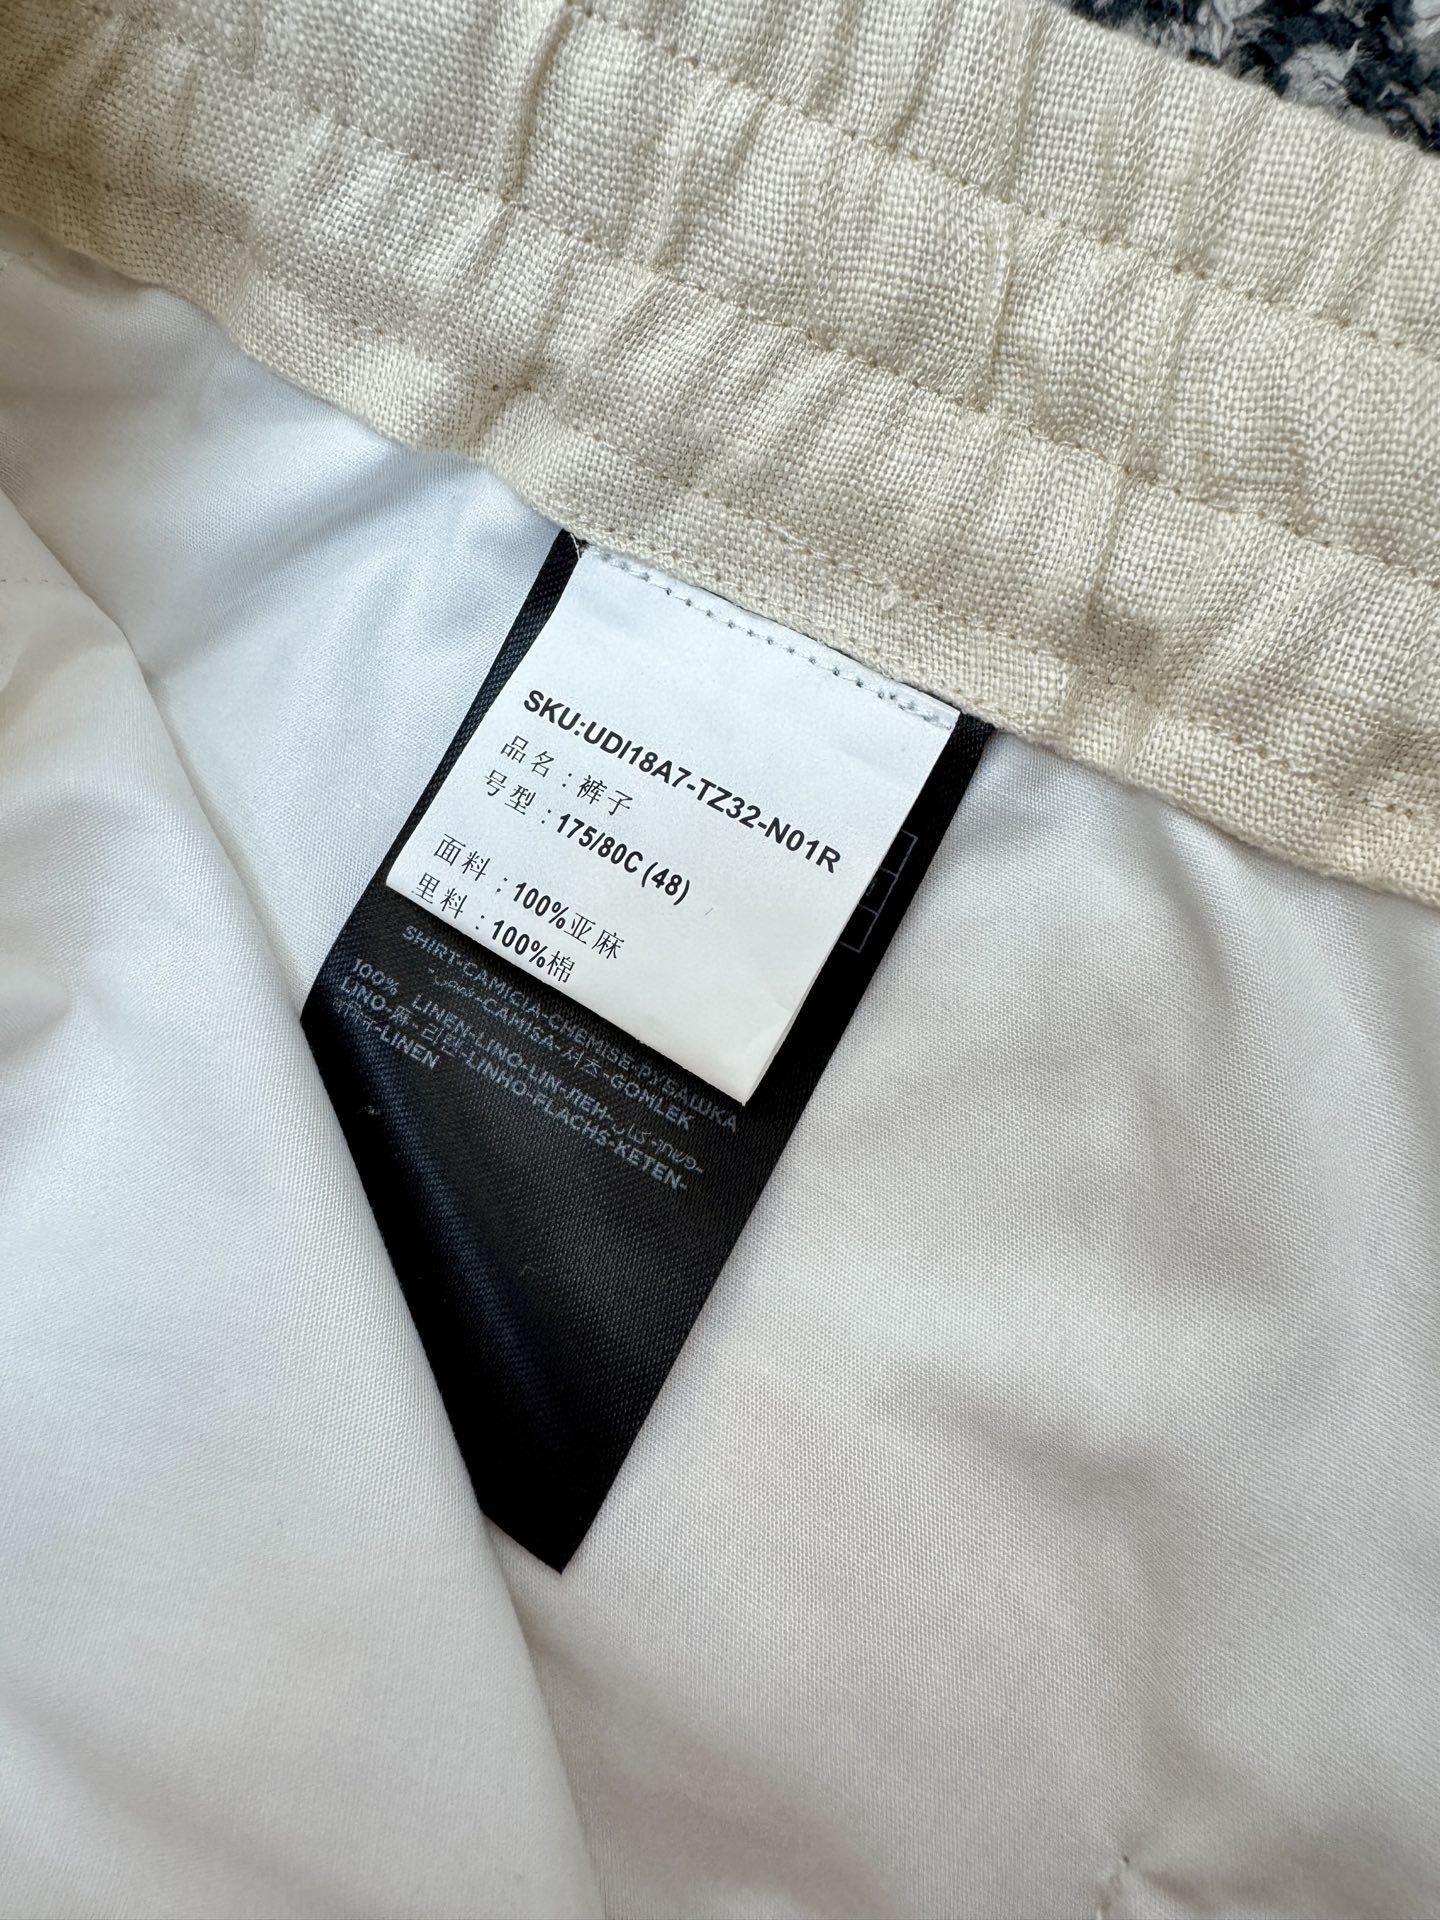 SKU:UDI18A7-TZ32-N01R
品名:裤子
号型:175/80C (48)
面料:100%亚麻
里料:100%棉
SHIRT-CAMICIA-CHEMISE-РУБАШКА
CAMISA-셔츠-GOMLEK
100% LINEN-LINO-LIN-ЛЕН-
LINO-麻-리넨-LINHO-FLACHS-KETEN-
LINEN